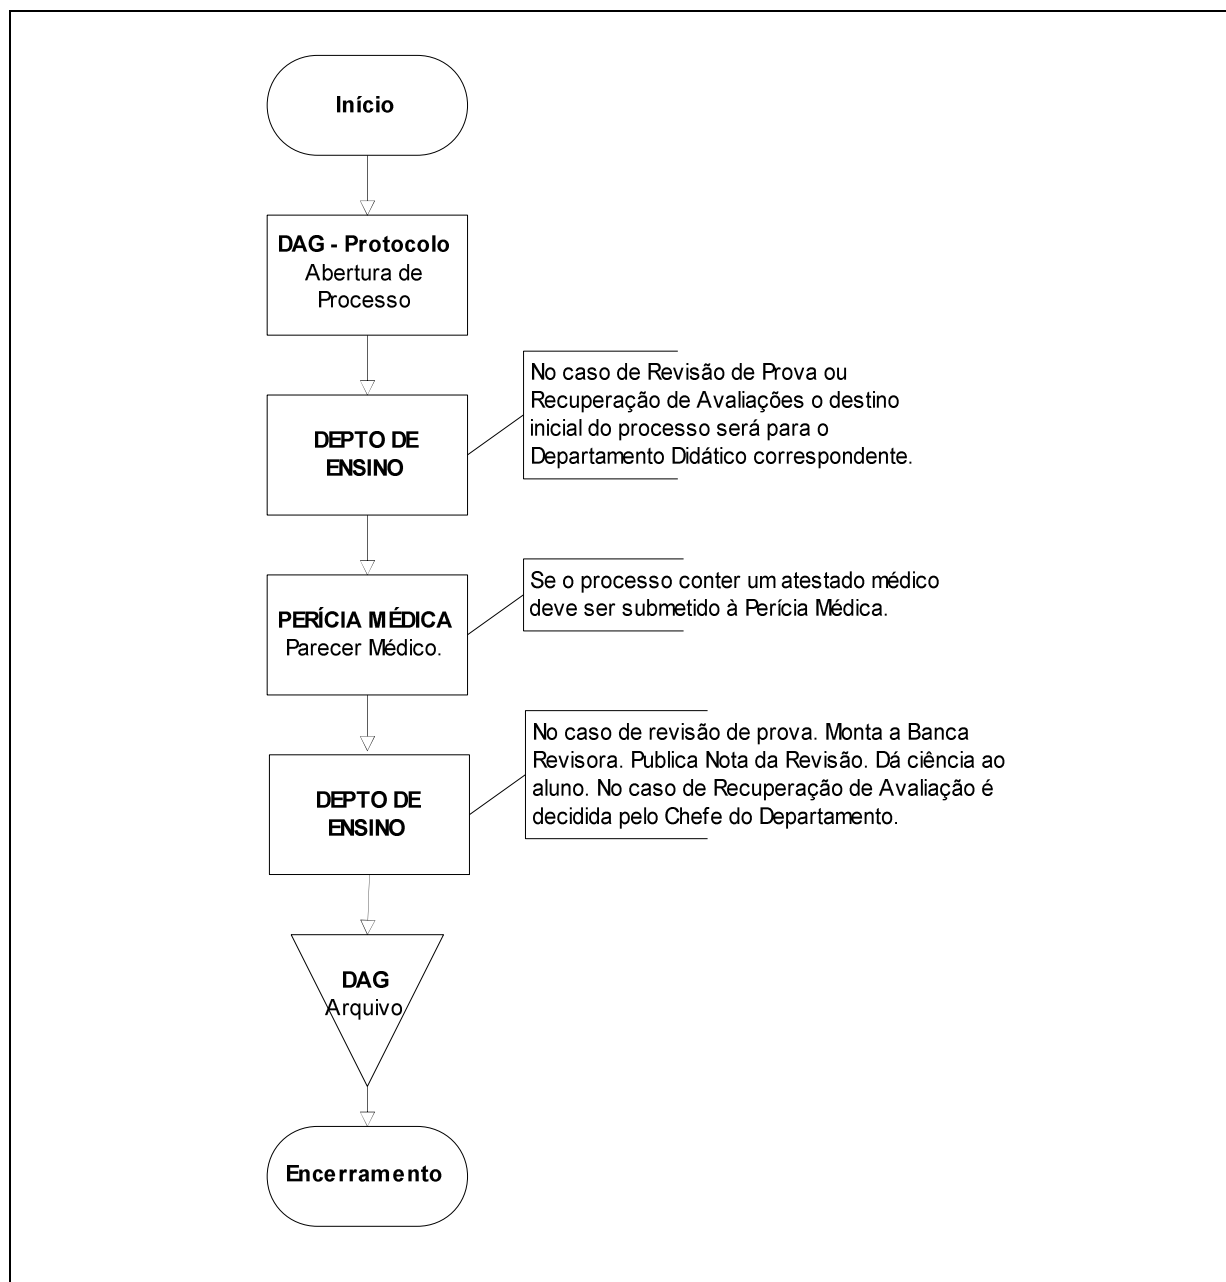 Início
DAG - Protocolo
Abertura de
Processo
DEPTO DE
ENSINO
No caso de Revisão de Prova ou
Recuperação de Avaliações o destino
inicial do processo será para o
Departamento Didático correspondente.
PERÍCIA MÉDICA
Parecer Médico.
Se o processo conter um atestado médico
deve ser submetido à Perícia Médica.
DEPTO DE
ENSINO
No caso de revisão de prova. Monta a Banca
Revisora. Publica Nota da Revisão. Dá ciência ao
aluno. No caso de Recuperação de Avaliação é
decidida pelo Chefe do Departamento.
DAG
Arquivo
Encerramento